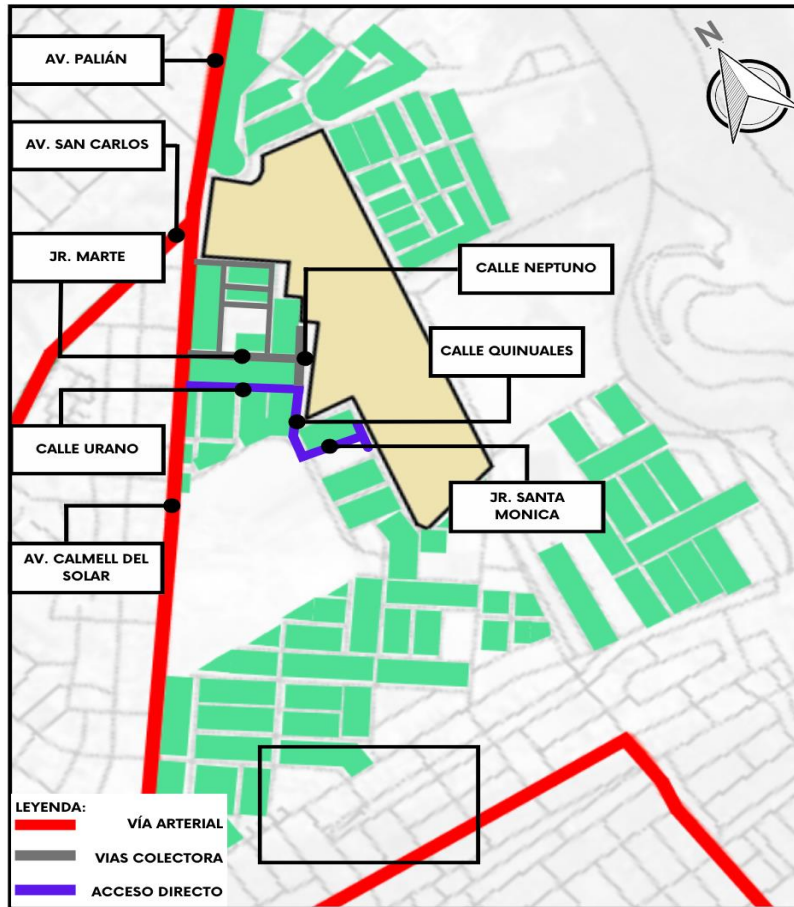 N
AV. PALIÁN
AV. SAN CARLOS
JR. MARTE
CALLE NEPTUNO
CALLE QUINUALES
CALLE URANO
JR. SANTA
MONICA
AV. CALMELL DEL
SOLAR
LEYENDA:
VÍA ARTERIAL
VIAS COLECTORA
ACCESO DIRECTO